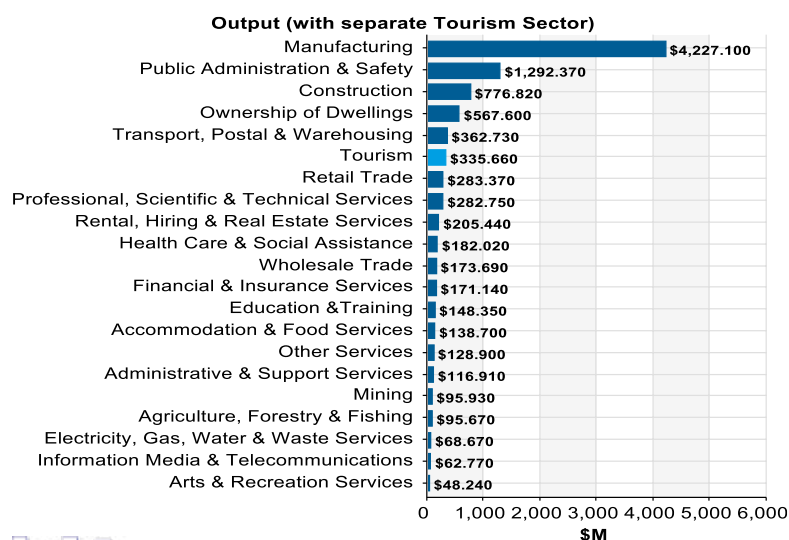 Output (with separate Tourism Sector)
Manufacturing $4,227.100
Public Administration & Safety $1,292.370
Construction $776.820
Ownership of Dwellings $567.600
Transport, Postal & Warehousing $362.730
Tourism $335.660
Retail Trade $283.370
Professional, Scientific & Technical Services $282.750
Rental, Hiring & Real Estate Services $205.440
Health Care & Social Assistance $182.020
Wholesale Trade $173.690
Financial & Insurance Services $171.140
Education &Training $148.350
Accommodation & Food Services $138.700
Other Services $128.900
Administrative & Support Services $116.910
Mining $95.930
Agriculture, Forestry & Fishing $95.670
Electricity, Gas, Water & Waste Services $68.670
Information Media & Telecommunications $62.770
Arts & Recreation Services $48.240
0 1,000 2,000 3,000 4,000 5,000 6,000
$M